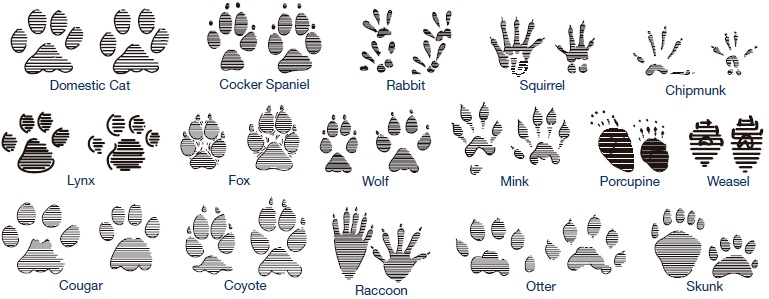 Domestic Cat
Cocker Spaniel
Rabbit
Squirrel
Chipmunk
Lynx
Fox
Wolf
Mink
Porcupine
Weasel
Cougar
Coyote
Raccoon
Otter
Skunk